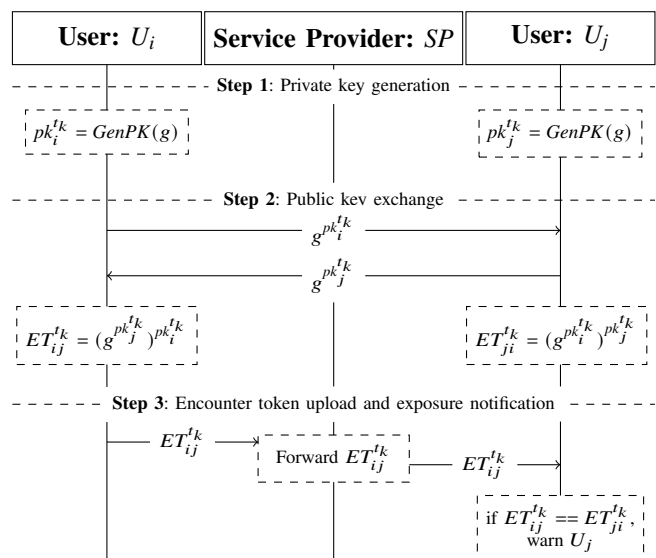 User: $U_i$ Service Provider: $SP$ User: $U_j$
Step 1: Private key generation
$pk_i^{t_k} = GenPK(g)$ $pk_j^{t_k} = GenPK(g)$
Step 2: Public key exchange
$g^{pk_i^{t_k}}$
$g^{pk_j^{t_k}}$
$ET_{ij}^{t_k} = (g^{pk_j^{t_k}})^{pk_i^{t_k}}$ $ET_{ji}^{t_k} = (g^{pk_i^{t_k}})^{pk_j^{t_k}}$
Step 3: Encounter token upload and exposure notification
$ET_{ij}^{t_k}$
Forward $ET_{ij}^{t_k}$
$ET_{ij}^{t_k}$
if $ET_{ij}^{t_k} == ET_{ji}^{t_k}$,
warn $U_j$